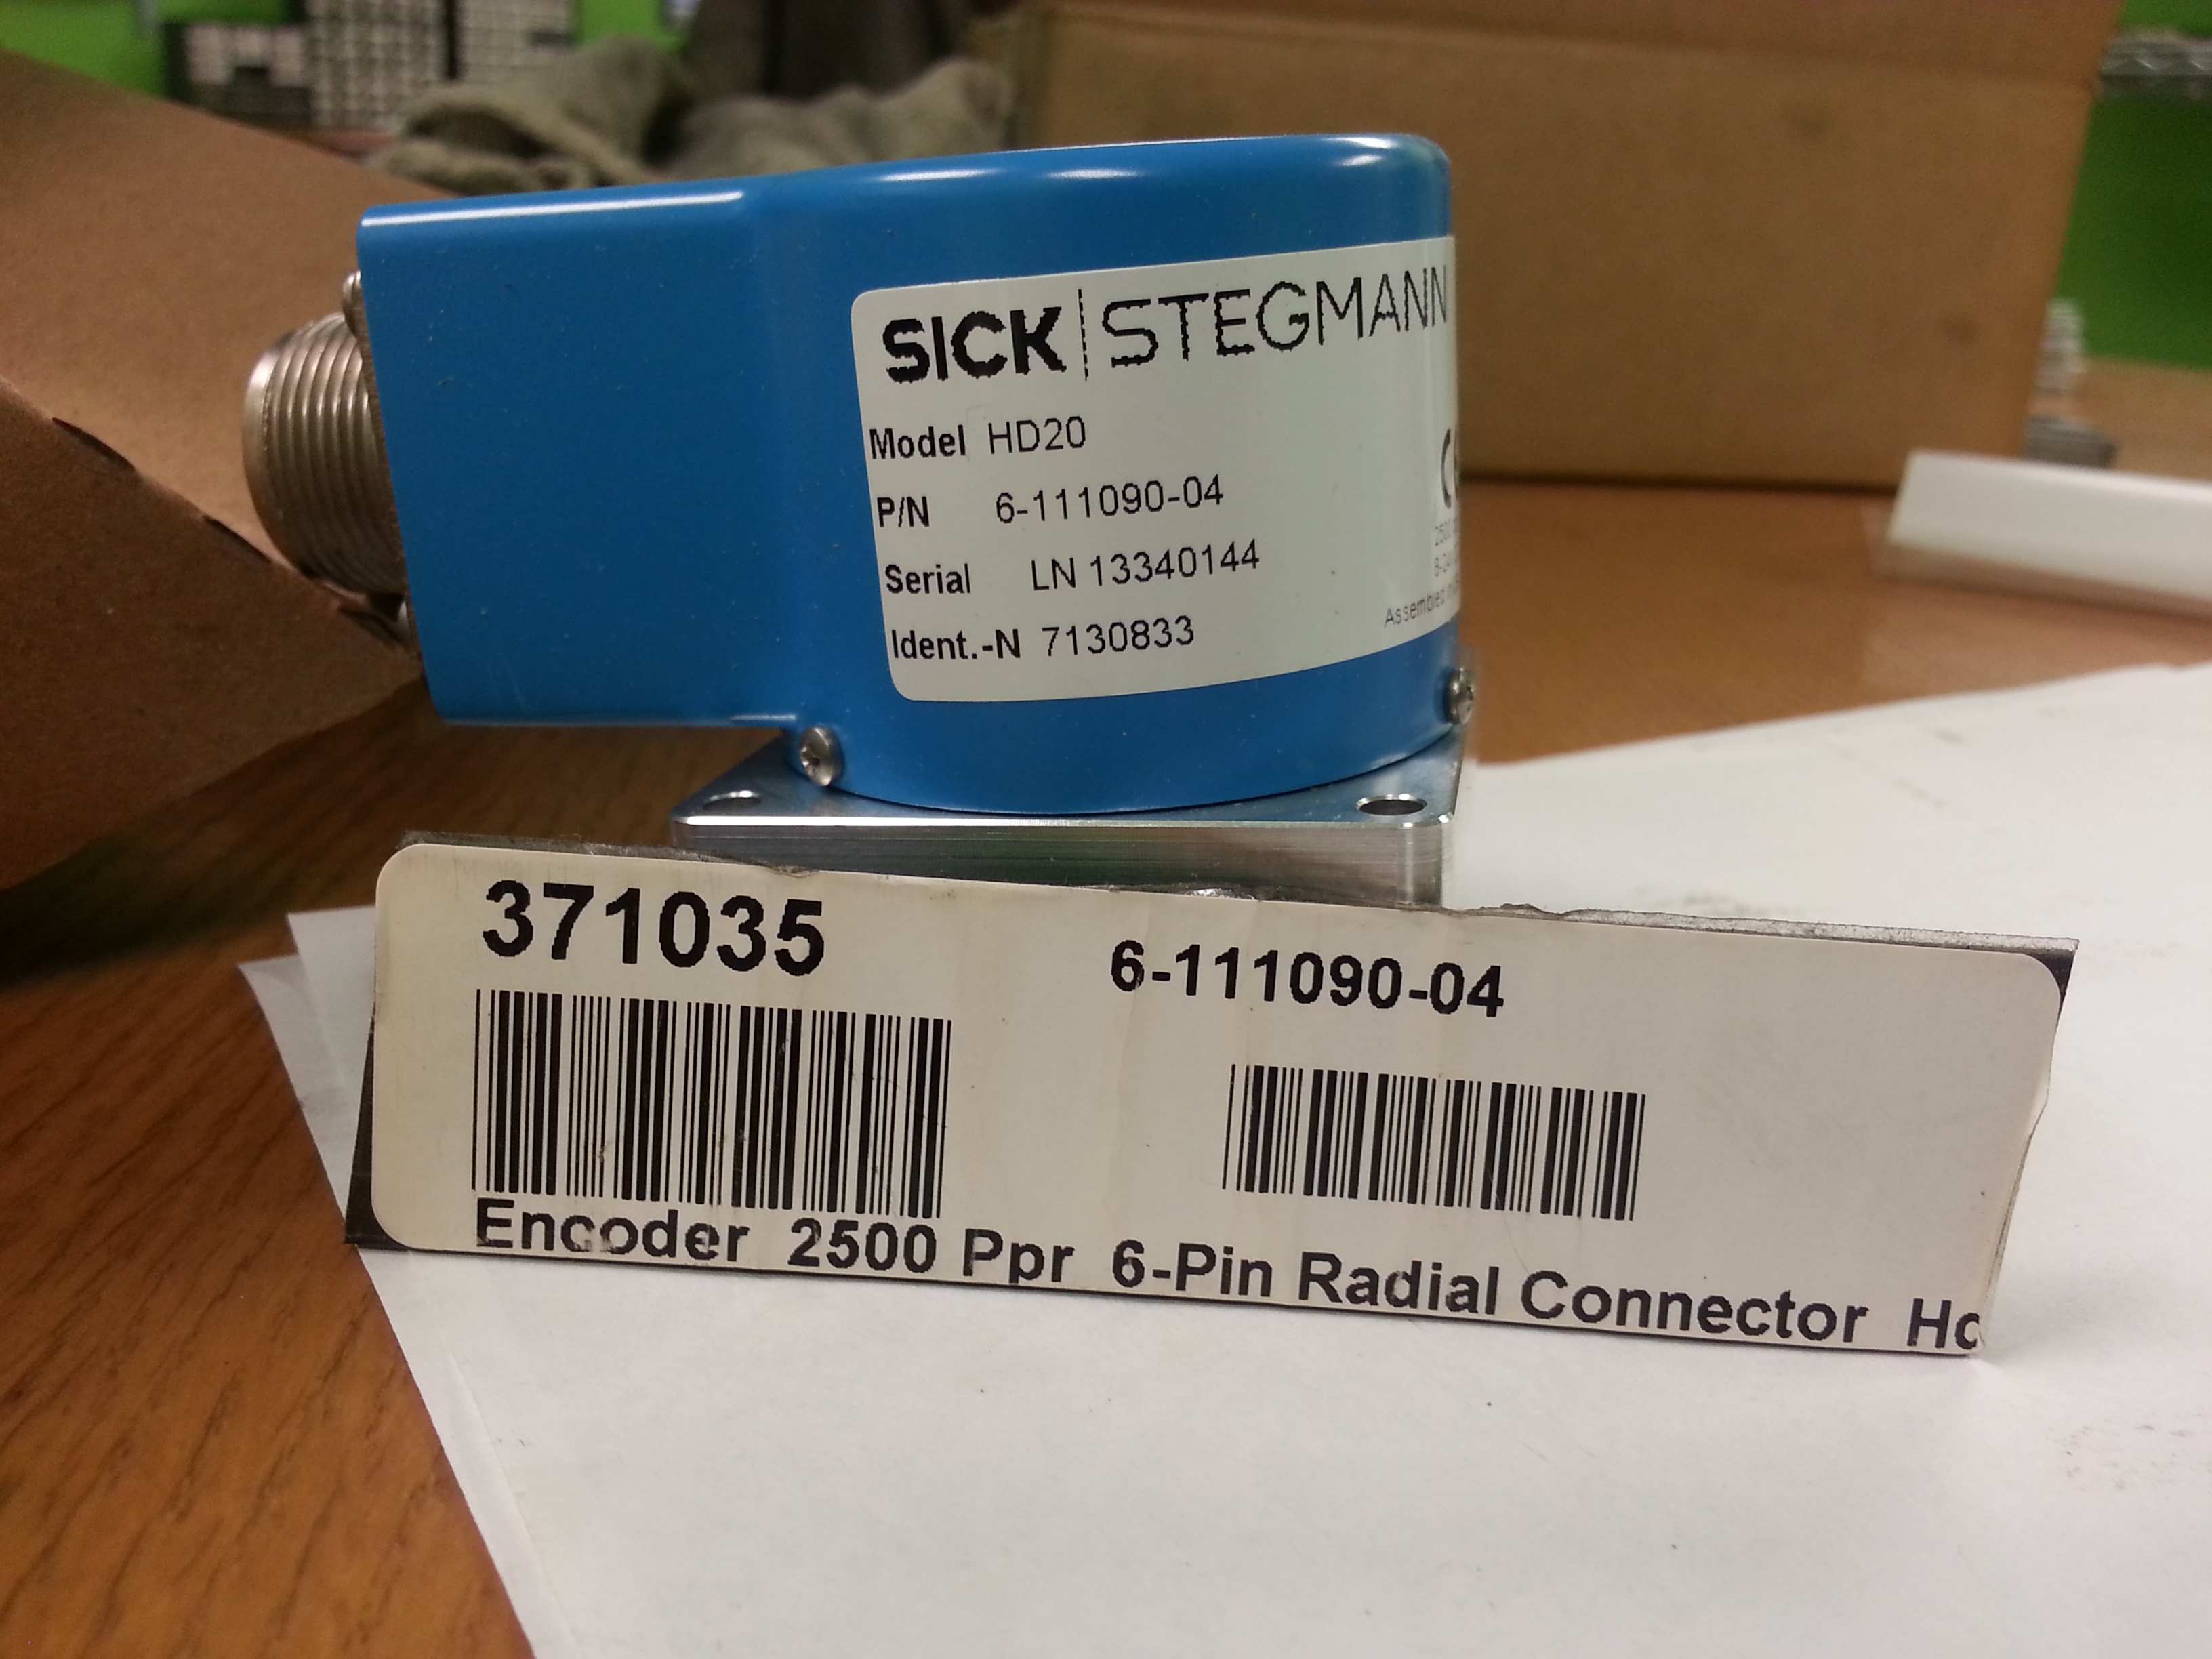 SICK | STEGMANN
Model HD20
P/N 6-111090-04
Serial LN 13340144
Ident.-N 7130833
Assembled
371035
6-111090-04
Encoder 2500 Ppr 6-Pin Radial Connector